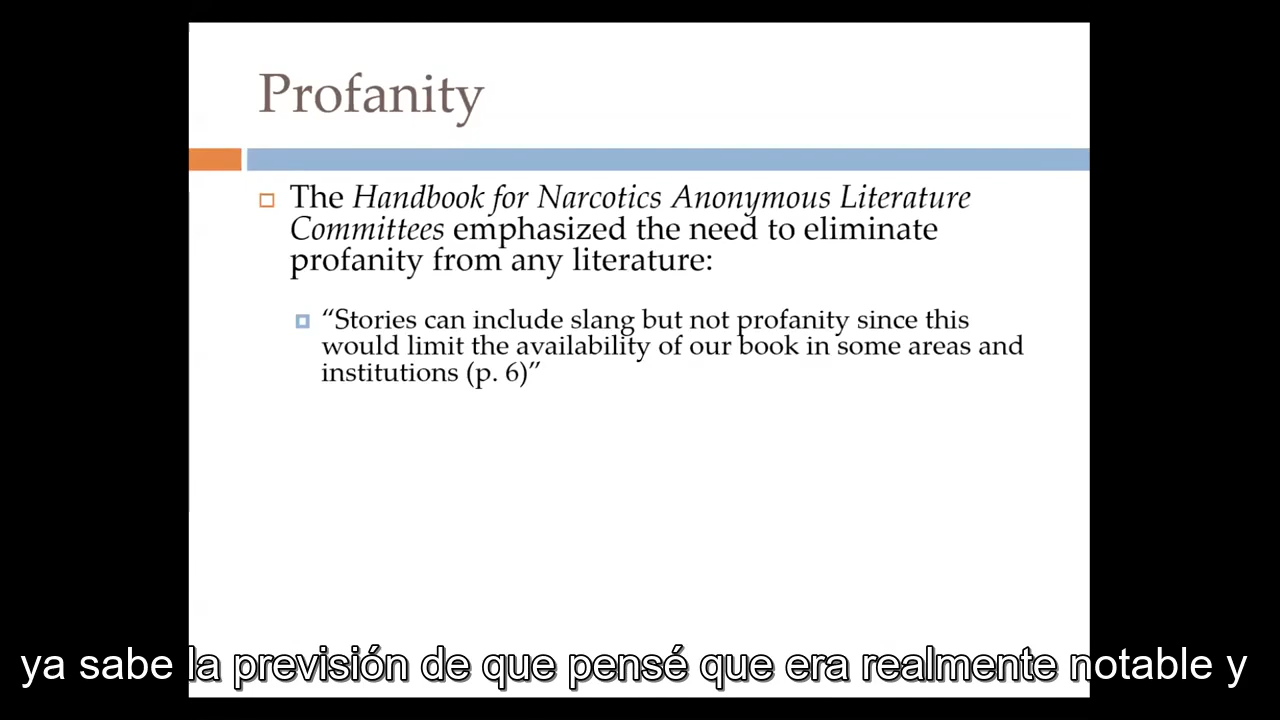 Profanity
The Handbook for Narcotics Anonymous Literature
Committees emphasized the need to eliminate
profanity from any literature:
“Stories can include slang but not profanity since this
would limit the availability of our book in some areas and
institutions (p. 6)”
ya sabe la previsión de que pensé que era realmente notable y